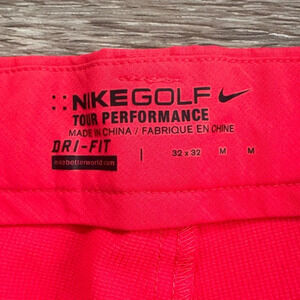 NIKEGOLF
TOUR PERFORMANCE
MADE IN CHINA / FABRIQUE EN CHINE
DRI-FIT | 32 x 32 M M
nikebetterworld.com